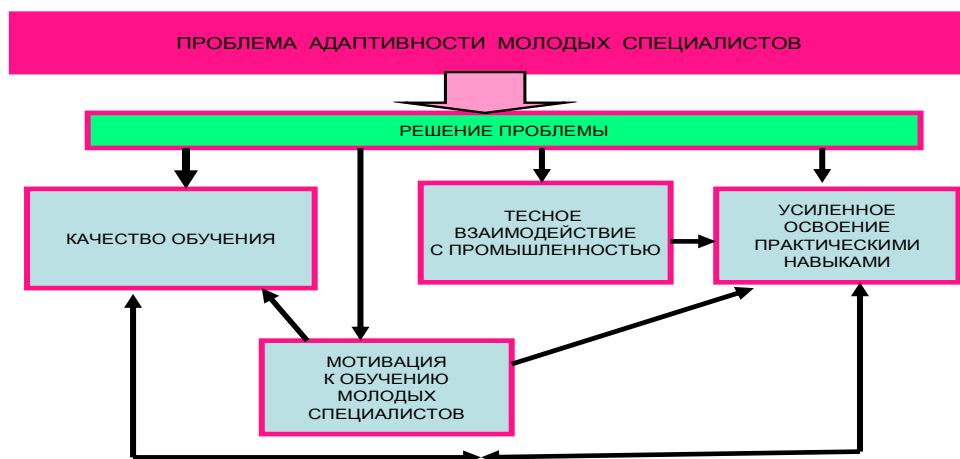 ПРОБЛЕМА АДАПТИВНОСТИ МОЛОДЫХ СПЕЦИАЛИСТОВ
РЕШЕНИЕ ПРОБЛЕМЫ
КАЧЕСТВО ОБУЧЕНИЯ
ТЕСНОЕ
ВЗАИМОДЕЙСТВИЕ
С ПРОМЫШЛЕННОСТЬЮ
УСИЛЕННОЕ
ОСВОЕНИЕ
ПРАКТИЧЕСКИМИ
НАВЫКАМИ
МОТИВАЦИЯ
К ОБУЧЕНИЮ
МОЛОДЫХ
СПЕЦИАЛИСТОВ